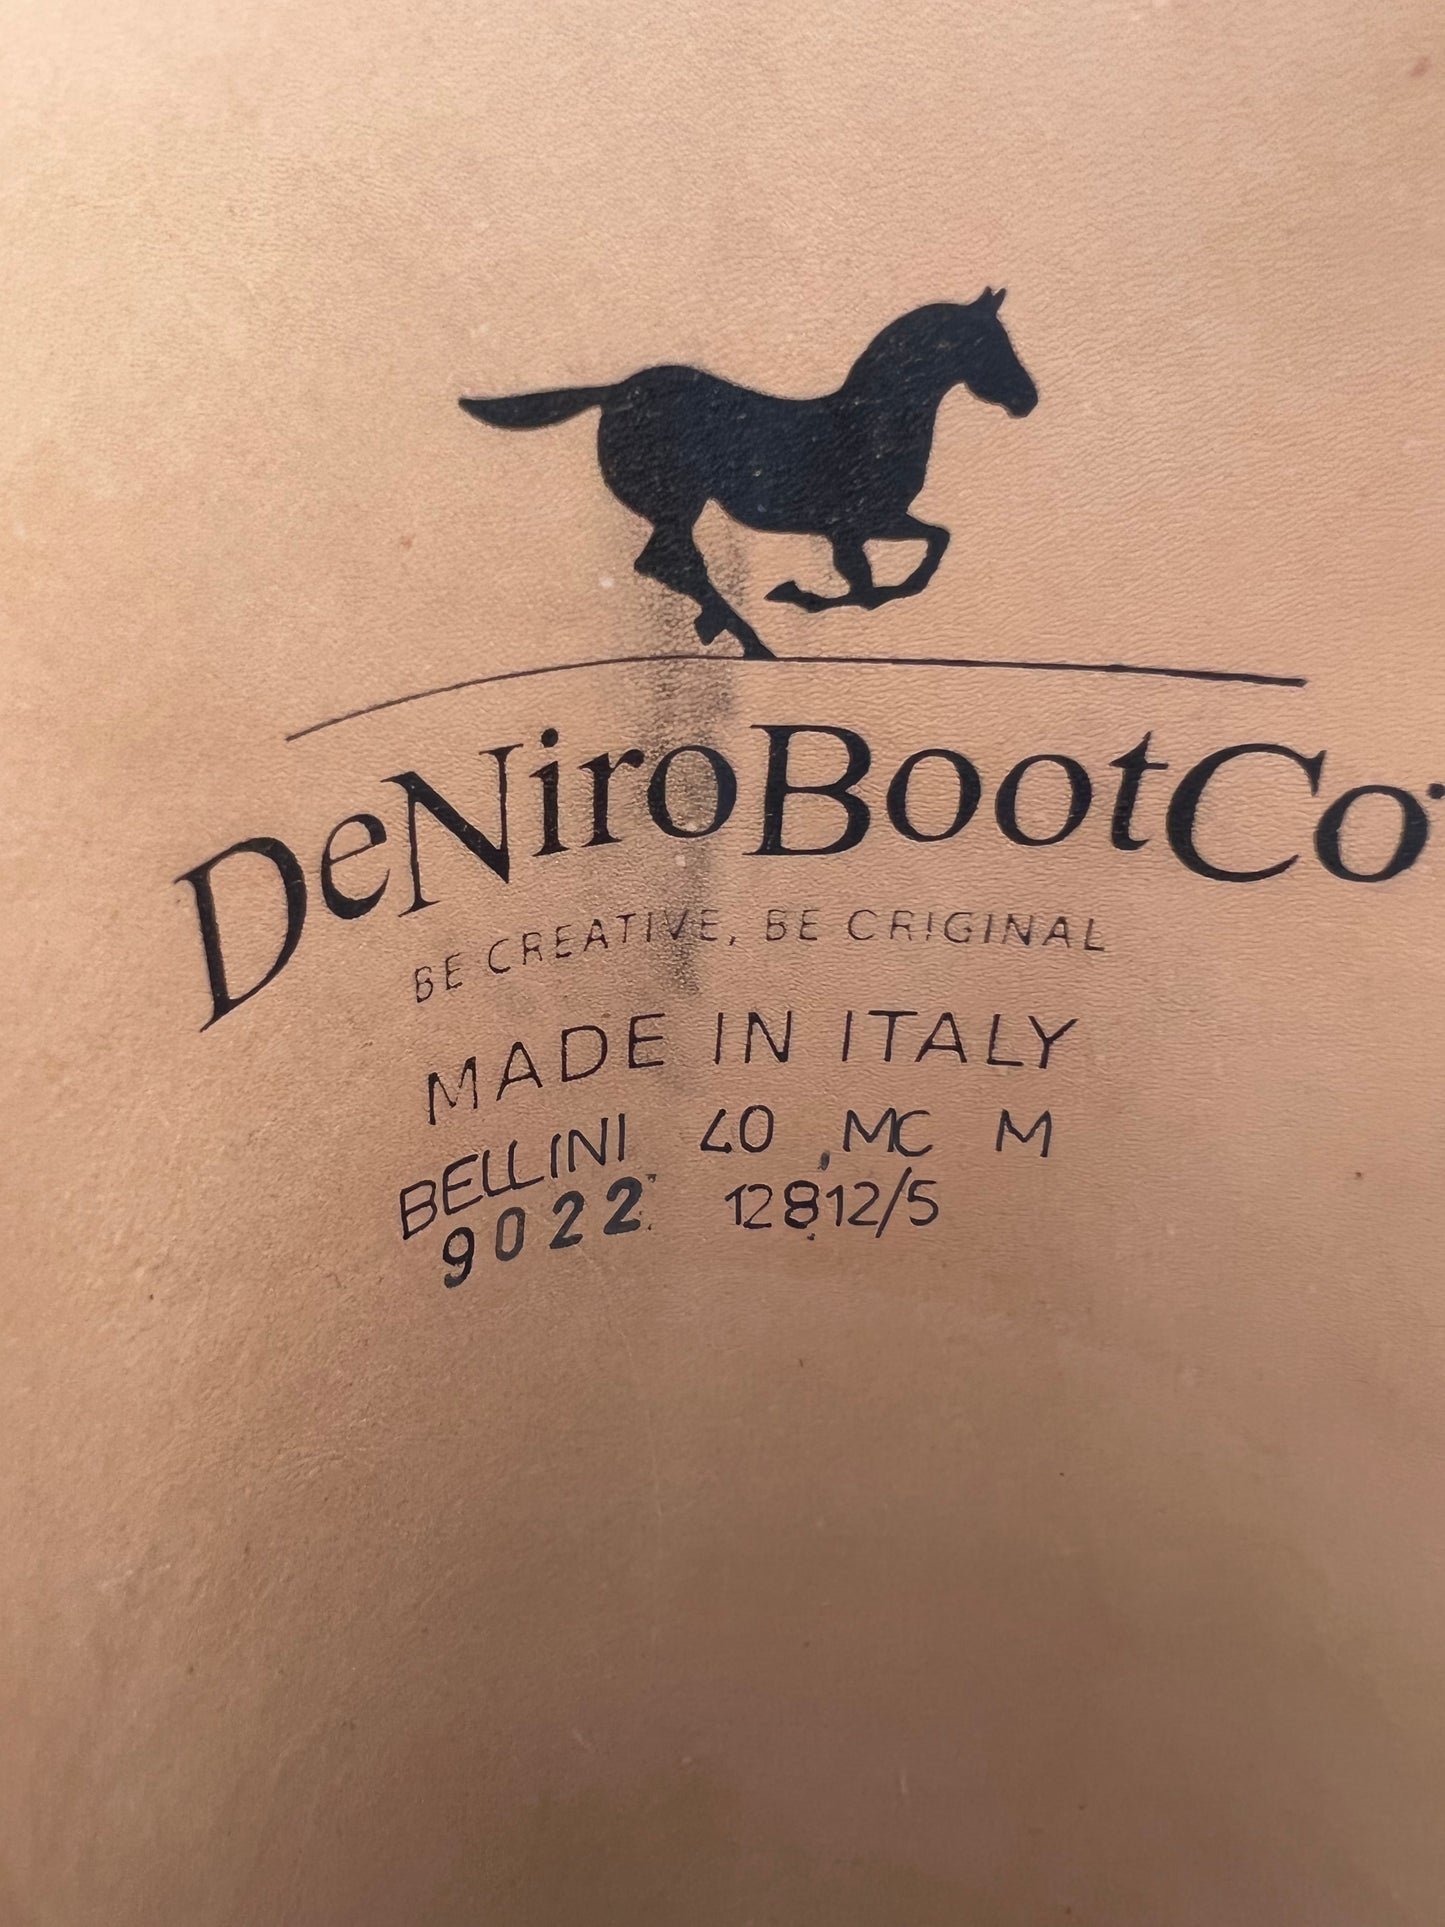 DeNiroBootCo
BE CREATIVE, BE ORIGINAL
MADE IN ITALY
BELLINI 40 MC M
9022 12812/5